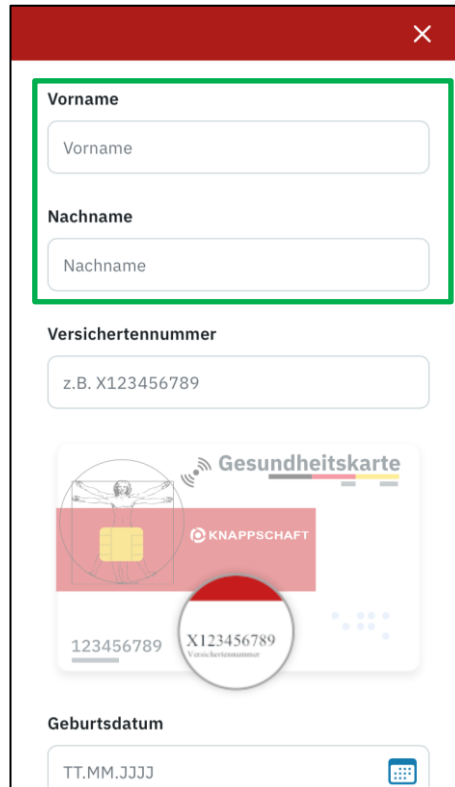 Vorname
Vorname
Nachname
Nachname
Versichertennummer
z.B. X123456789
Gesundheitskarte
KNAPPSCHAFT
123456789
X123456789
Versichertennummer
Geburtsdatum
TT.MM.JJJJ